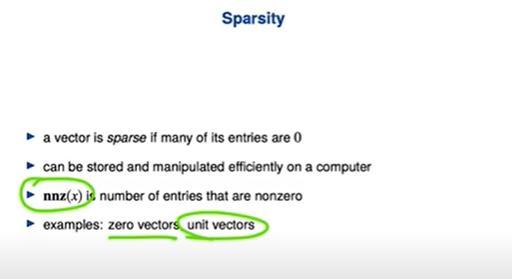 Sparsity
▶ a vector is sparse if many of its entries are 0
▶ can be stored and manipulated efficiently on a computer
▶ nnz(x) is number of entries that are nonzero
▶ examples: zero vectors, unit vectors